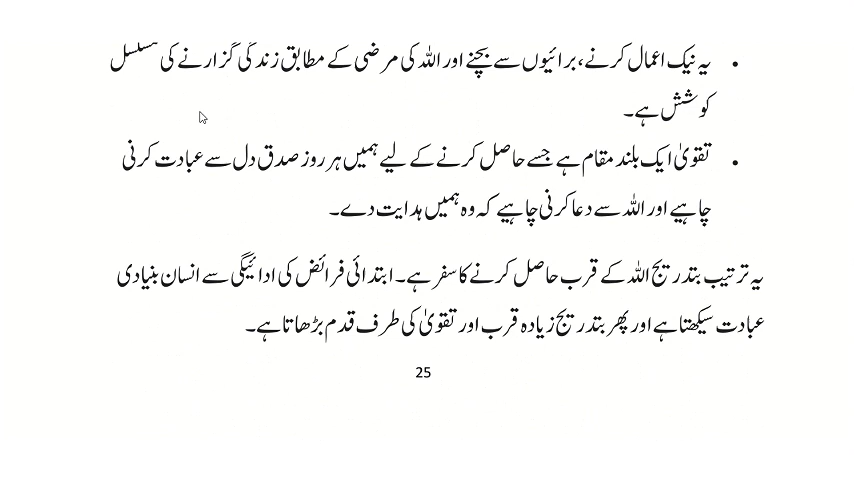 • یہ نیک اعمال کرنے، برائیوں سے بچنے اور اللہ کی مرضی کے مطابق زندگی گزارنے کی مسلسل
کوشش ہے۔
• تقویٰ ایک بلند مقام ہے جسے حاصل کرنے کے لیے ہمیں ہر روز صدق دل سے عبادت کرنی
چاہیے اور اللہ سے دعا کرنی چاہیے کہ وہ ہمیں ہدایت دے۔
یہ ترتیب بتدریج اللہ کے قرب حاصل کرنے کا سفر ہے۔ ابتدائی فرائض کی ادائیگی سے انسان بنیادی
عبادت سیکھتا ہے اور پھر بتدریج زیادہ قرب اور تقویٰ کی طرف قدم بڑھاتا ہے۔
25